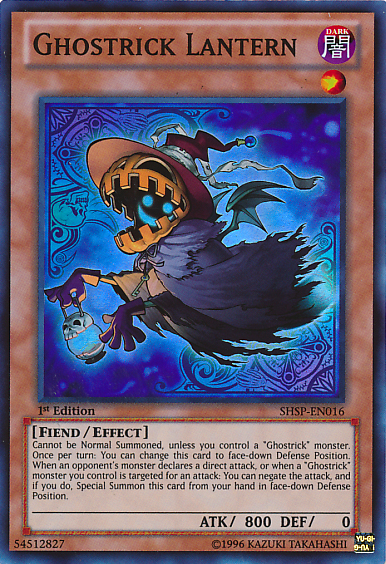 Ghostrick Lantern
DARK
闇
1st Edition
SHSP-EN016
[Fiend/Effect]
Cannot be Normal Summoned, unless you control a "Ghostrick" monster.
Once per turn: You can change this card to face-down Defense Position.
When an opponent's monster declares a direct attack, or when a "Ghostrick"
monster you control is targeted for an attack: You can negate the attack, and
if you do, Special Summon this card from your hand in face-down Defense
Position.
ATK/ 800 DEF/ 0
54512827
©1996 KAZUKI TAKAHASHI